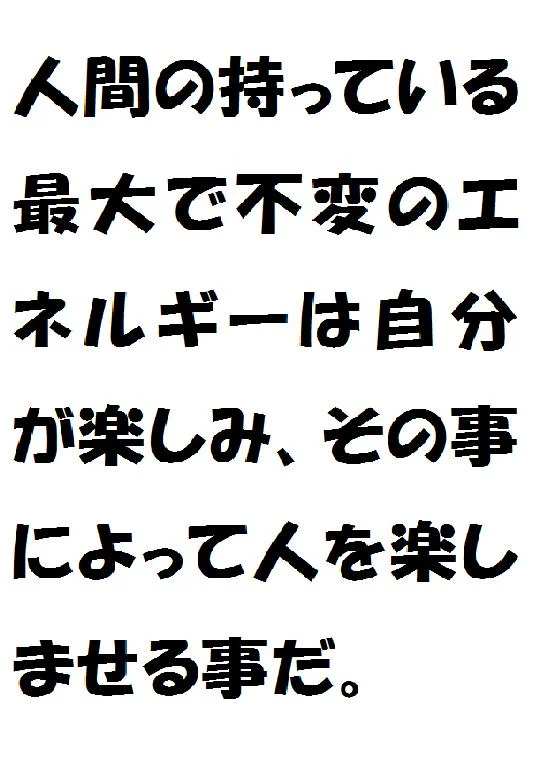 人間の持っている
最大で不変のエ
ネルギーは自分
が楽しみ、その事
によって人を楽し
ませる事だ。